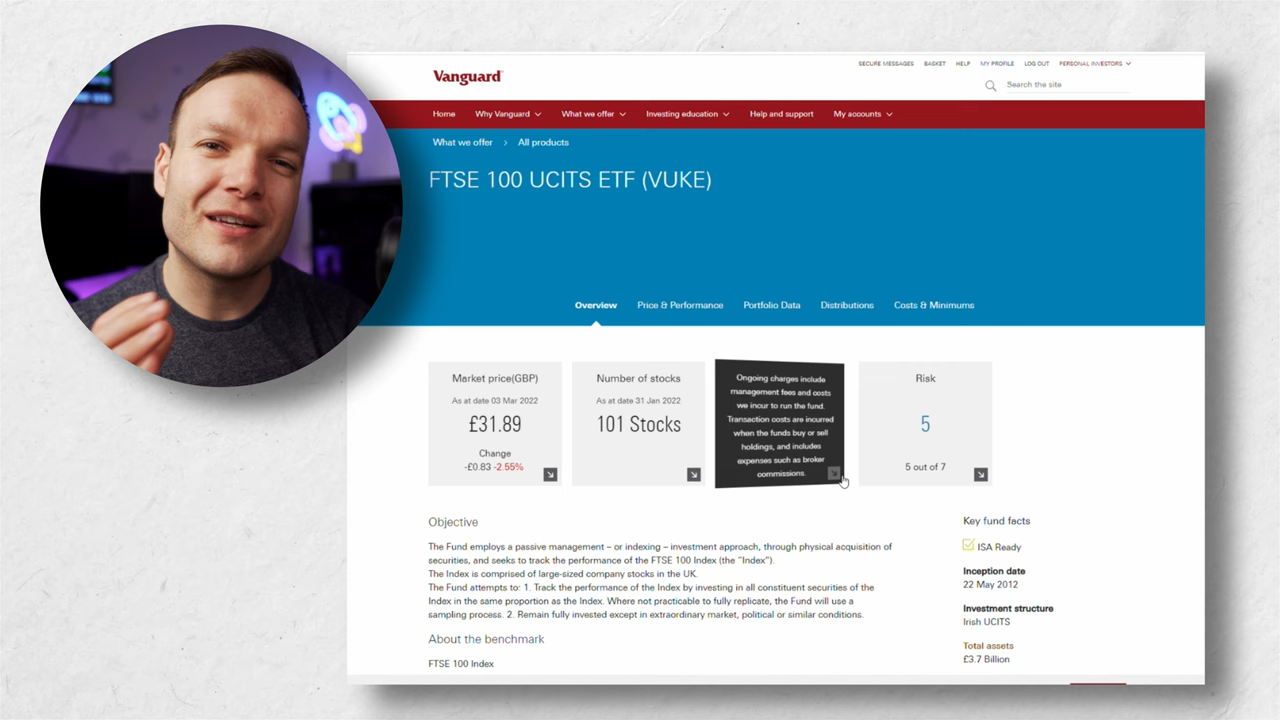 Vanguard
SECURE MESSAGES BASKET HELP MY PROFILE LOG OUT PERSONAL INVESTORS
Search the site
Home Why Vanguard What we offer Investing education Help and support My accounts
What we offer > All products
FTSE 100 UCITS ETF (VUKE)
Overview Price & Performance Portfolio Data Distributions Costs & Minimums
Market price(GBP)
As at date 03 Mar 2022
£31.89
Change
-£0.83 -2.55%
Number of stocks
As at date 31 Jan 2022
101 Stocks
Ongoing charges include
management fees and costs
we incur to run the fund.
Transaction costs are incurred
when the funds buy or sell
holdings, and includes
expenses such as broker
commissions.
Risk
5
5 out of 7
Objective
The Fund employs a passive management – or indexing – investment approach, through physical acquisition of
securities, and seeks to track the performance of the FTSE 100 Index (the "Index").
The Index is comprised of large-sized company stocks in the UK.
The Fund attempts to: 1. Track the performance of the Index by investing in all constituent securities of the
Index in the same proportion as the Index. Where not practicable to fully replicate, the Fund will use a
sampling process. 2. Remain fully invested except in extraordinary market, political or similar conditions.
About the benchmark
FTSE 100 Index
Key fund facts
ISA Ready
Inception date
22 May 2012
Investment structure
Irish UCITS
Total assets
£3.7 Billion